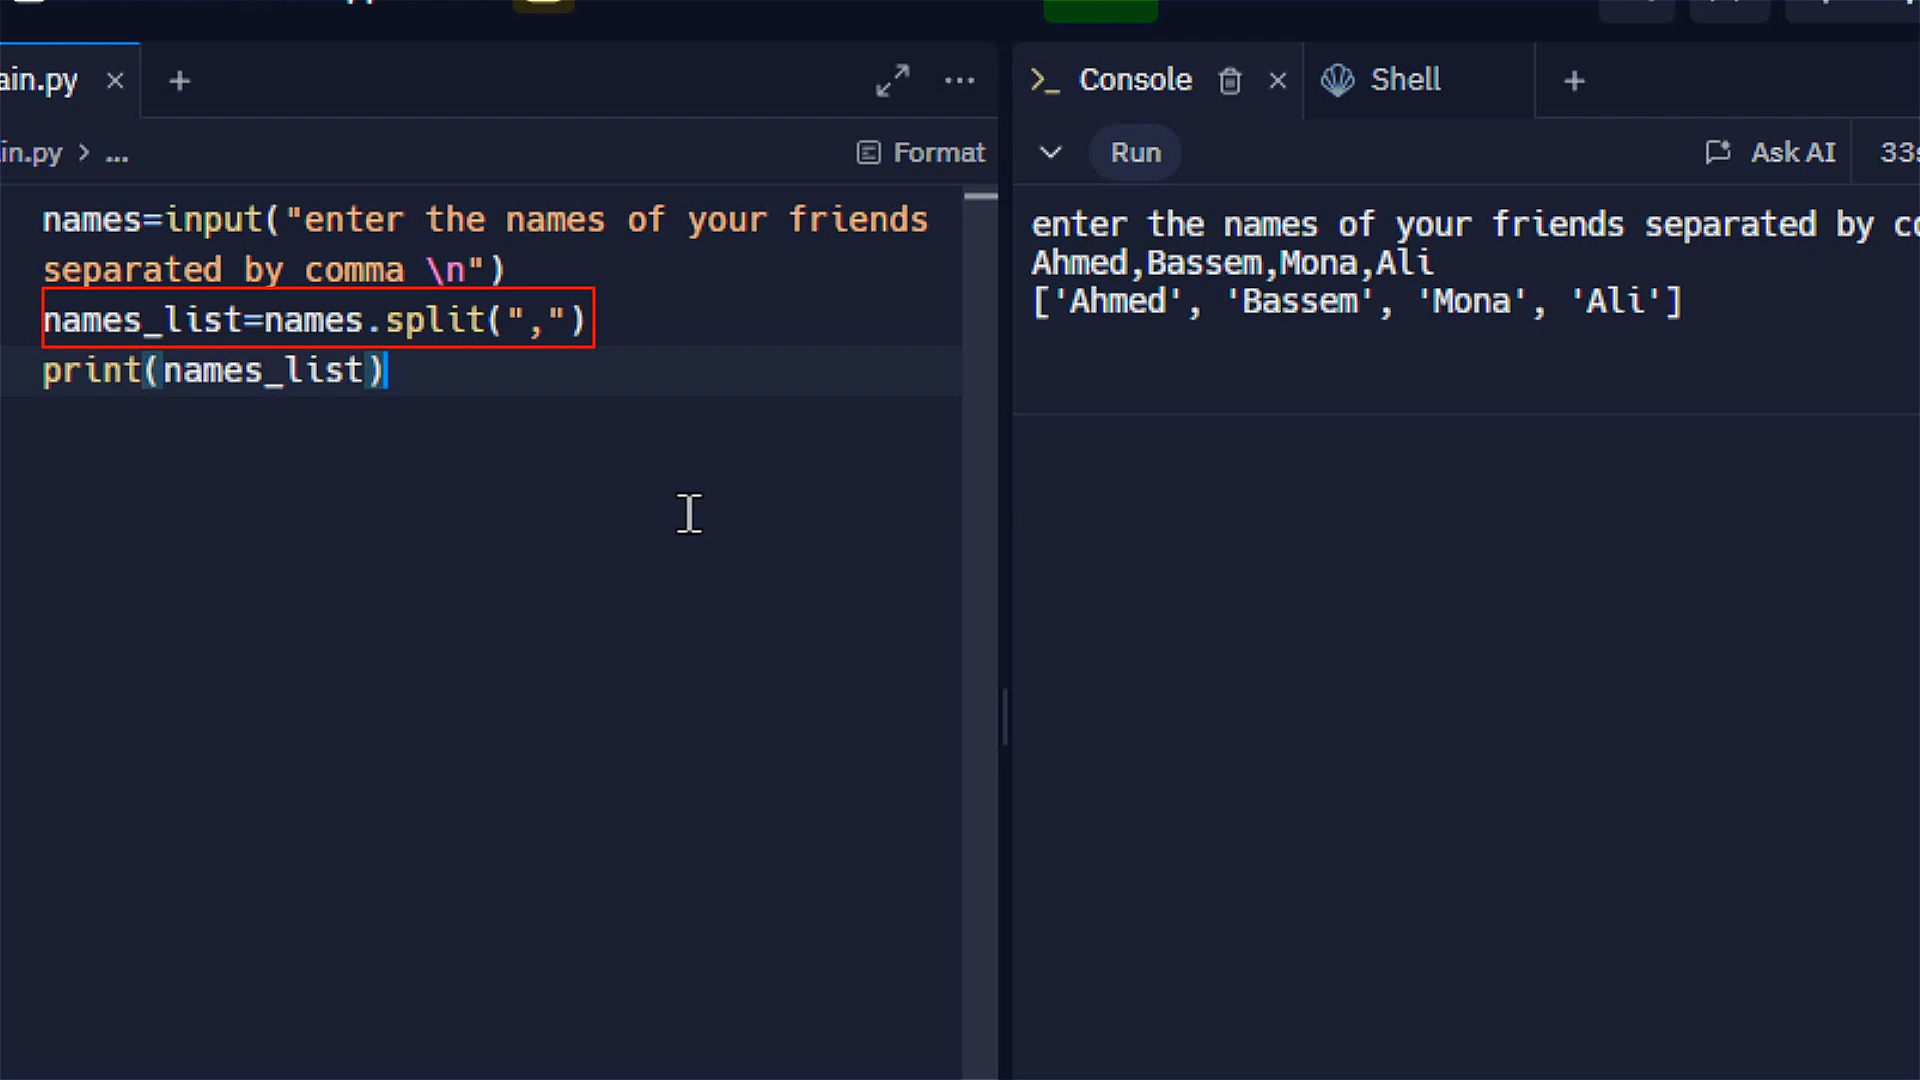 ain.py
Console
Shell
in.py > ...
Format
Run
Ask AI
names=input("enter the names of your friends
separated by comma \n")
names_list=names.split(",")
print(names_list)
enter the names of your friends separated by
Ahmed,Bassem,Mona,Ali
['Ahmed', 'Bassem', 'Mona', 'Ali']